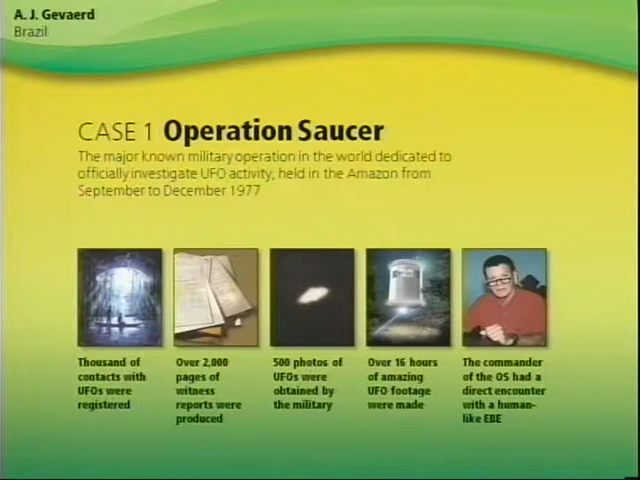 A. J. Gevaerd
Brazil
CASE 1 Operation Saucer
The major known military operation in the world dedicated to
officially investigate UFO activity, held in the Amazon from
September to December 1977
Thousand of
contacts with
UFOs were
registered
Over 2,000
pages of
witness
reports were
produced
500 photos of
UFOs were
obtained by
the military
Over 16 hours
of amazing
UFO footage
were made
The commander
of the OS had a
direct encounter
with a human-
like EBE